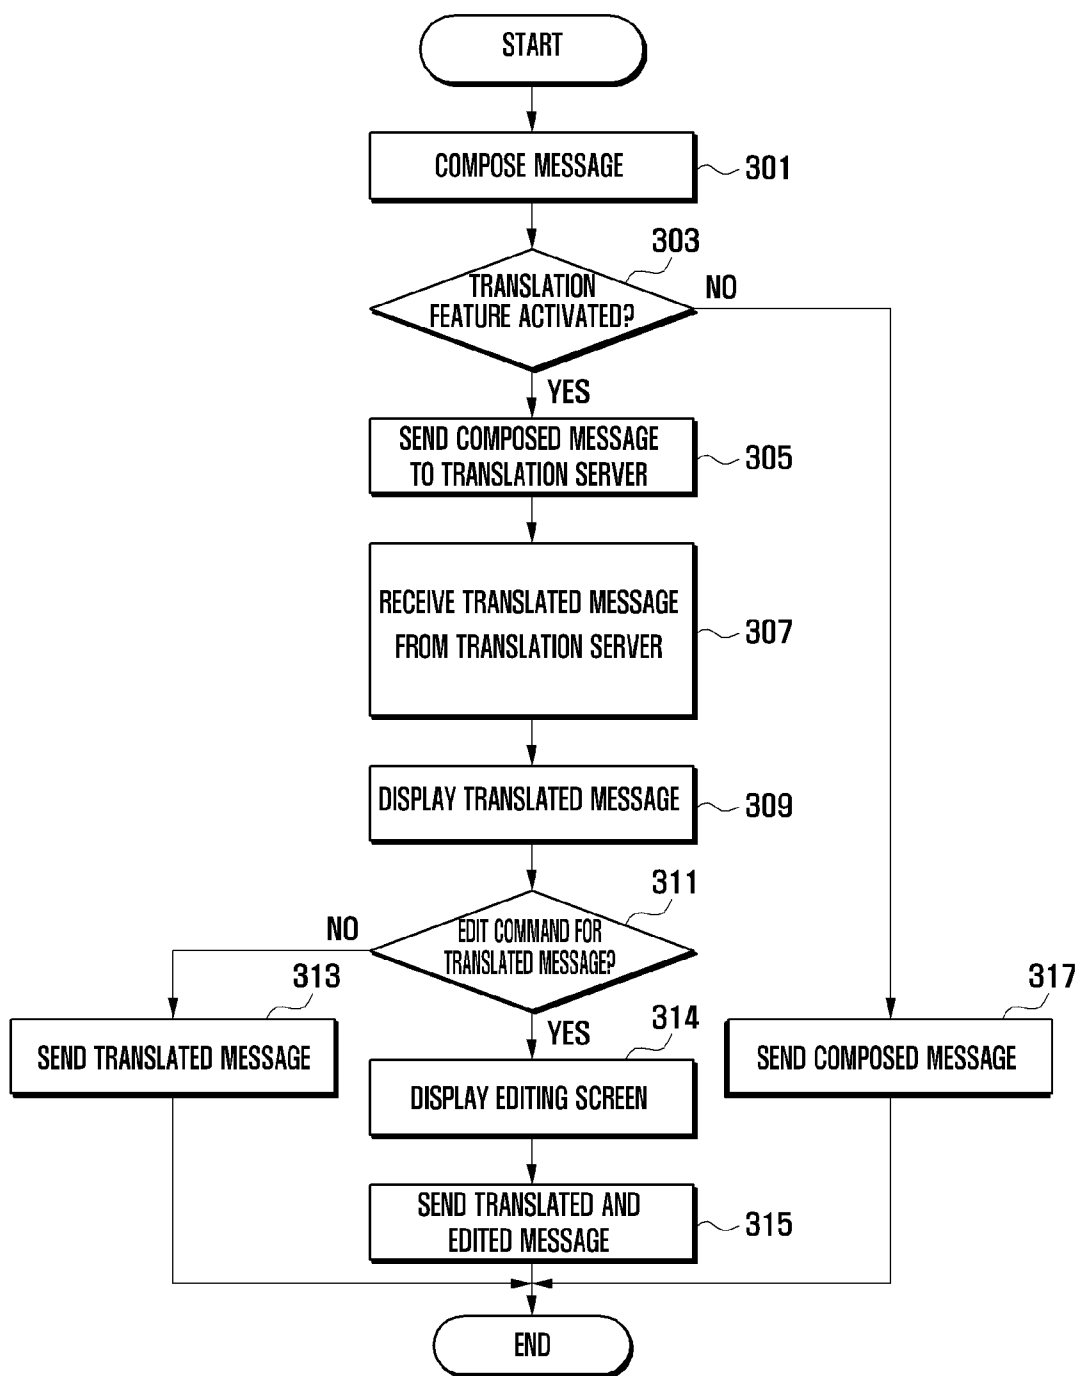 START
COMPOSE MESSAGE
301
303
TRANSLATION
FEATURE ACTIVATED?
NO
YES
SEND COMPOSED MESSAGE
TO TRANSLATION SERVER
305
RECEIVE TRANSLATED MESSAGE
FROM TRANSLATION SERVER
307
DISPLAY TRANSLATED MESSAGE
309
311
EDIT COMMAND FOR
TRANSLATED MESSAGE?
NO
YES
313
SEND TRANSLATED MESSAGE
314
DISPLAY EDITING SCREEN
317
SEND COMPOSED MESSAGE
SEND TRANSLATED AND
EDITED MESSAGE
315
END